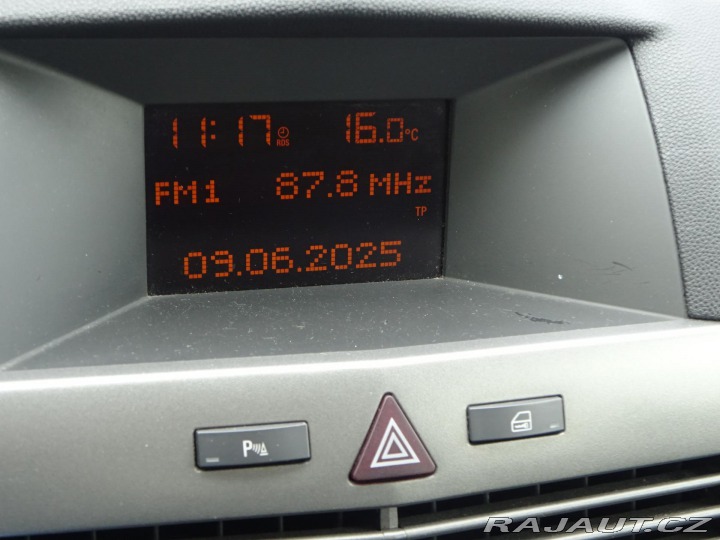 11:17 RDS 16.0 °C
FM1 87.8 MHz
TP
09.06.2025
P
RAJAUT.CZ